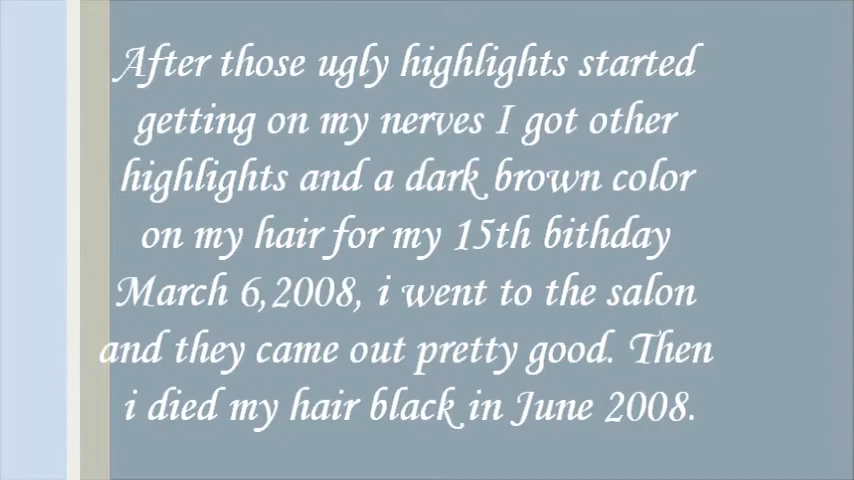 After those ugly highlights started
getting on my nerves I got other
highlights and a dark brown color
on my hair for my 15th bithday
March 6,2008, i went to the salon
and they came out pretty good. Then
i died my hair black in June 2008.